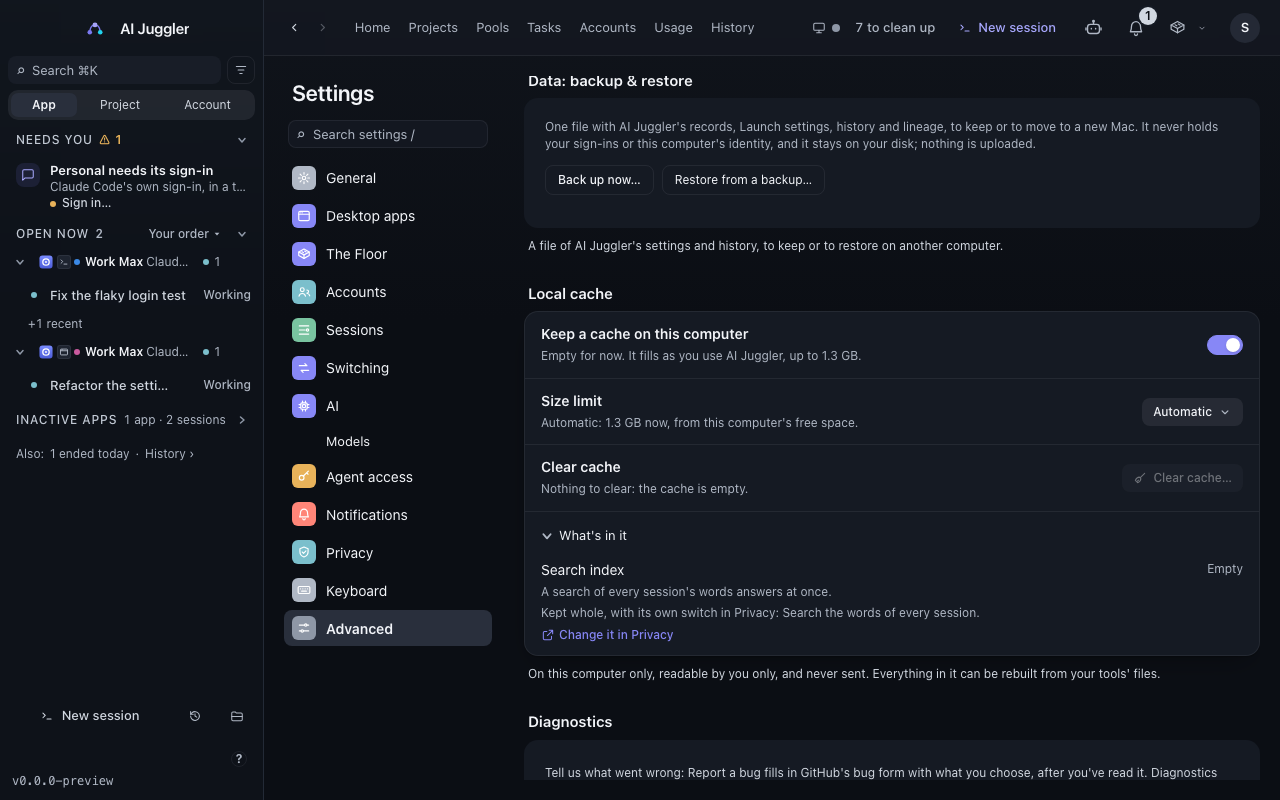 AI Juggler
Search ⌘K
App Project Account
NEEDS YOU 1
Personal needs its sign-in
Claude Code's own sign-in, in a t…
Sign in…
OPEN NOW 2 Your order
Work Max Claud… 1
Fix the flaky login test Working
+1 recent
Work Max Claud… 1
Refactor the setti… Working
INACTIVE APPS 1 app · 2 sessions
Also: 1 ended today · History ›
New session
?
v0.0.0-preview
Home Projects Pools Tasks Accounts Usage History
7 to clean up
New session
1
S
Settings
Search settings /
General
Desktop apps
The Floor
Accounts
Sessions
Switching
AI
Models
Agent access
Notifications
Privacy
Keyboard
Advanced
Data: backup & restore
One file with AI Juggler's records, Launch settings, history and lineage, to keep or to move to a new Mac. It never holds
your sign-ins or this computer's identity, and it stays on your disk; nothing is uploaded.
Back up now… Restore from a backup…
A file of AI Juggler's settings and history, to keep or to restore on another computer.
Local cache
Keep a cache on this computer
Empty for now. It fills as you use AI Juggler, up to 1.3 GB.
Size limit
Automatic: 1.3 GB now, from this computer's free space.
Automatic
Clear cache
Nothing to clear: the cache is empty.
Clear cache…
What's in it
Search index Empty
A search of every session's words answers at once.
Kept whole, with its own switch in Privacy: Search the words of every session.
Change it in Privacy
On this computer only, readable by you only, and never sent. Everything in it can be rebuilt from your tools' files.
Diagnostics
Tell us what went wrong: Report a bug fills in GitHub's bug form with what you choose, after you've read it. Diagnostics